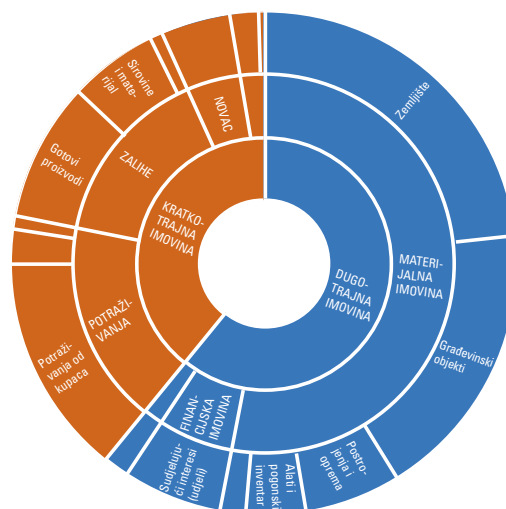 Sirovine
i mate-
rijal
Zemljište
NOVAC
Gotovi
proizvodi
ZALIHE
KRATKO-
TRAJNA
IMOVINA
MATERI-
JALNA
IMOVINA
DUGO-
TRAJNA
IMOVINA
POTRAŽI-
VANJA
Građevinski
objekti
Potraži-
vanja od
kupaca
FINAN-
CIJSKA
IMOVINA
Sudjeluju-
ći interesi
(udjeli)
Alati i
pogonski
inventar
Postro-
jenja i
oprema